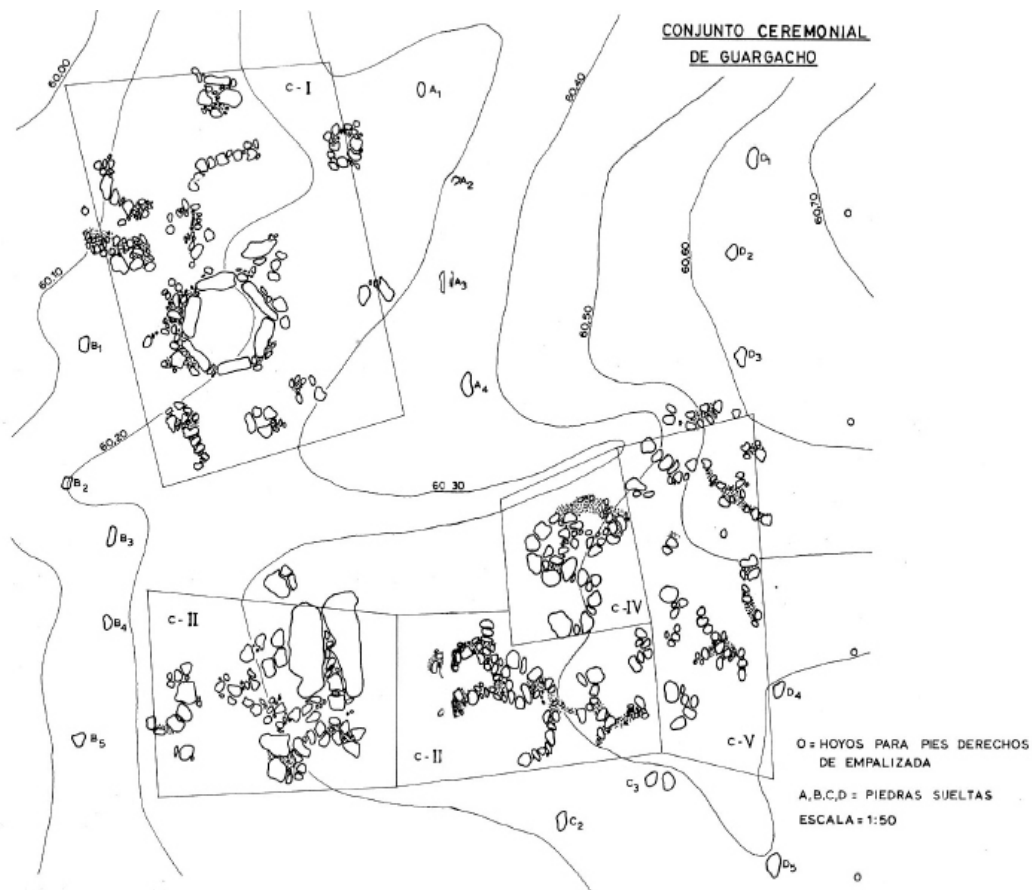 CONJUNTO CEREMONIAL
DE GUARGACHO
60,00
C-I
A1
60,40
A2
D1
60,70
60,10
D2
60,60
A3
60,50
B1
D3
A4
60,20
B2
60,30
B3
C-II
C-IV
B4
D4
B5
C-II
C-V
C3
C2
D5
O = HOYOS PARA PIES DERECHOS
DE EMPALIZADA
A,B,C,D = PIEDRAS SUELTAS
ESCALA = 1:50